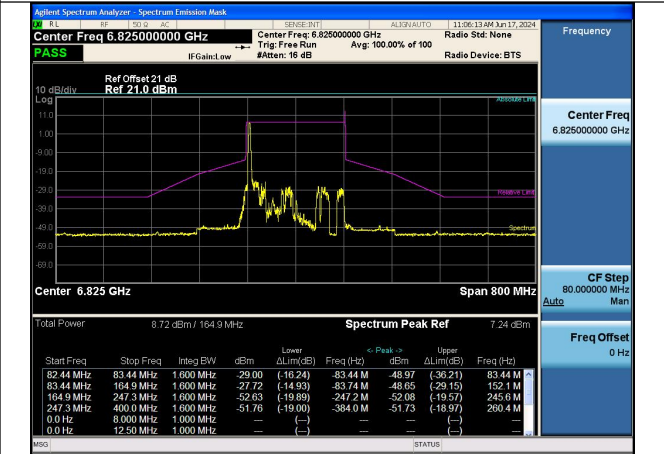 Agilent Spectrum Analyzer - Spectrum Emission Mask
RL RF 50 Ω AC SENSE:INT ALIGN AUTO 11:06:13 AM Jun 17, 2024
Center Freq 6.825000000 GHz Center Freq: 6.825000000 GHz Radio Std: None
Trig: Free Run Avg: 100.00% of 100
PASS IFGain:Low #Atten: 16 dB Radio Device: BTS
Ref Offset 21 dB
10 dB/div Ref 21.0 dBm
Log
Absolute Limit
11.0
1.00
-9.00
-19.0
-29.0
Relative Limit
-39.0
-49.0
Spectrum
-59.0
-69.0
Center 6.825 GHz Span 800 MHz
Total Power 8.72 dBm / 164.9 MHz Spectrum Peak Ref 7.24 dBm
Lower <- Peak -> Upper
Start Freq Stop Freq Integ BW dBm ΔLim(dB) Freq (Hz) dBm ΔLim(dB) Freq (Hz)
82.44 MHz 83.44 MHz 1.600 MHz -29.00 (-16.24) -83.44 M -48.97 (-36.21) 83.44 M
83.44 MHz 164.9 MHz 1.600 MHz -27.72 (-14.93) -83.74 M -48.65 (-29.15) 152.1 M
164.9 MHz 247.3 MHz 1.600 MHz -52.63 (-19.89) -247.2 M -52.08 (-19.57) 245.6 M
247.3 MHz 400.0 MHz 1.600 MHz -51.76 (-19.00) -384.0 M -51.73 (-18.97) 260.4 M
0.0 Hz 8.000 MHz 1.000 MHz --- (---) --- (---)
0.0 Hz 12.50 MHz 1.000 MHz --- (---) --- (---)
MSG STATUS
Frequency
Center Freq
6.825000000 GHz
CF Step
80.000000 MHz
Auto Man
Freq Offset
0 Hz